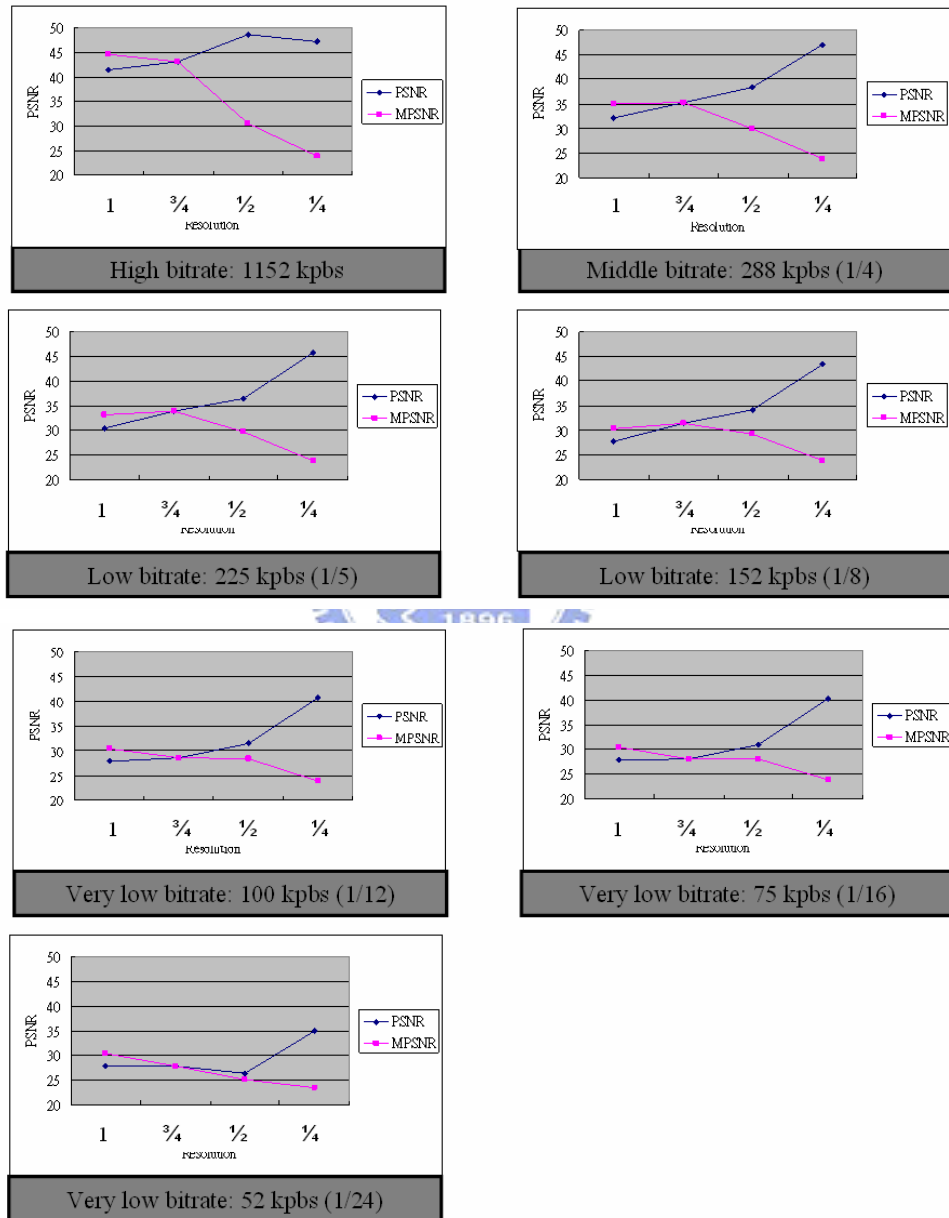 50
45
40
35
30
25
20
PSNR
1 ¾ ½ ¼
Resolution
PSNR
MPSNR
High bitrate: 1152 kpbs
50
45
40
35
30
25
20
PSNR
1 ¾ ½ ¼
Resolution
PSNR
MPSNR
Middle bitrate: 288 kpbs (1/4)
50
45
40
35
30
25
20
PSNR
1 ¾ ½ ¼
Resolution
PSNR
MPSNR
Low bitrate: 225 kpbs (1/5)
50
45
40
35
30
25
20
PSNR
1 ¾ ½ ¼
Resolution
PSNR
MPSNR
Low bitrate: 152 kpbs (1/8)
1896
50
45
40
35
30
25
20
PSNR
1 ¾ ½ ¼
Resolution
PSNR
MPSNR
Very low bitrate: 100 kpbs (1/12)
50
45
40
35
30
25
20
PSNR
1 ¾ ½ ¼
Resolution
PSNR
MPSNR
Very low bitrate: 75 kpbs (1/16)
50
45
40
35
30
25
20
PSNR
1 ¾ ½ ¼
Resolution
PSNR
MPSNR
Very low bitrate: 52 kpbs (1/24)